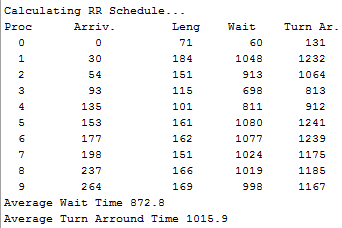 Calculating RR Schedule...
Proc Arriv. Leng Wait Turn Ar.
0 0 71 60 131
1 30 184 1048 1232
2 54 151 913 1064
3 93 115 698 813
4 135 101 811 912
5 153 161 1080 1241
6 177 162 1077 1239
7 198 151 1024 1175
8 237 166 1019 1185
9 264 169 998 1167
Average Wait Time 872.8
Average Turn Arround Time 1015.9